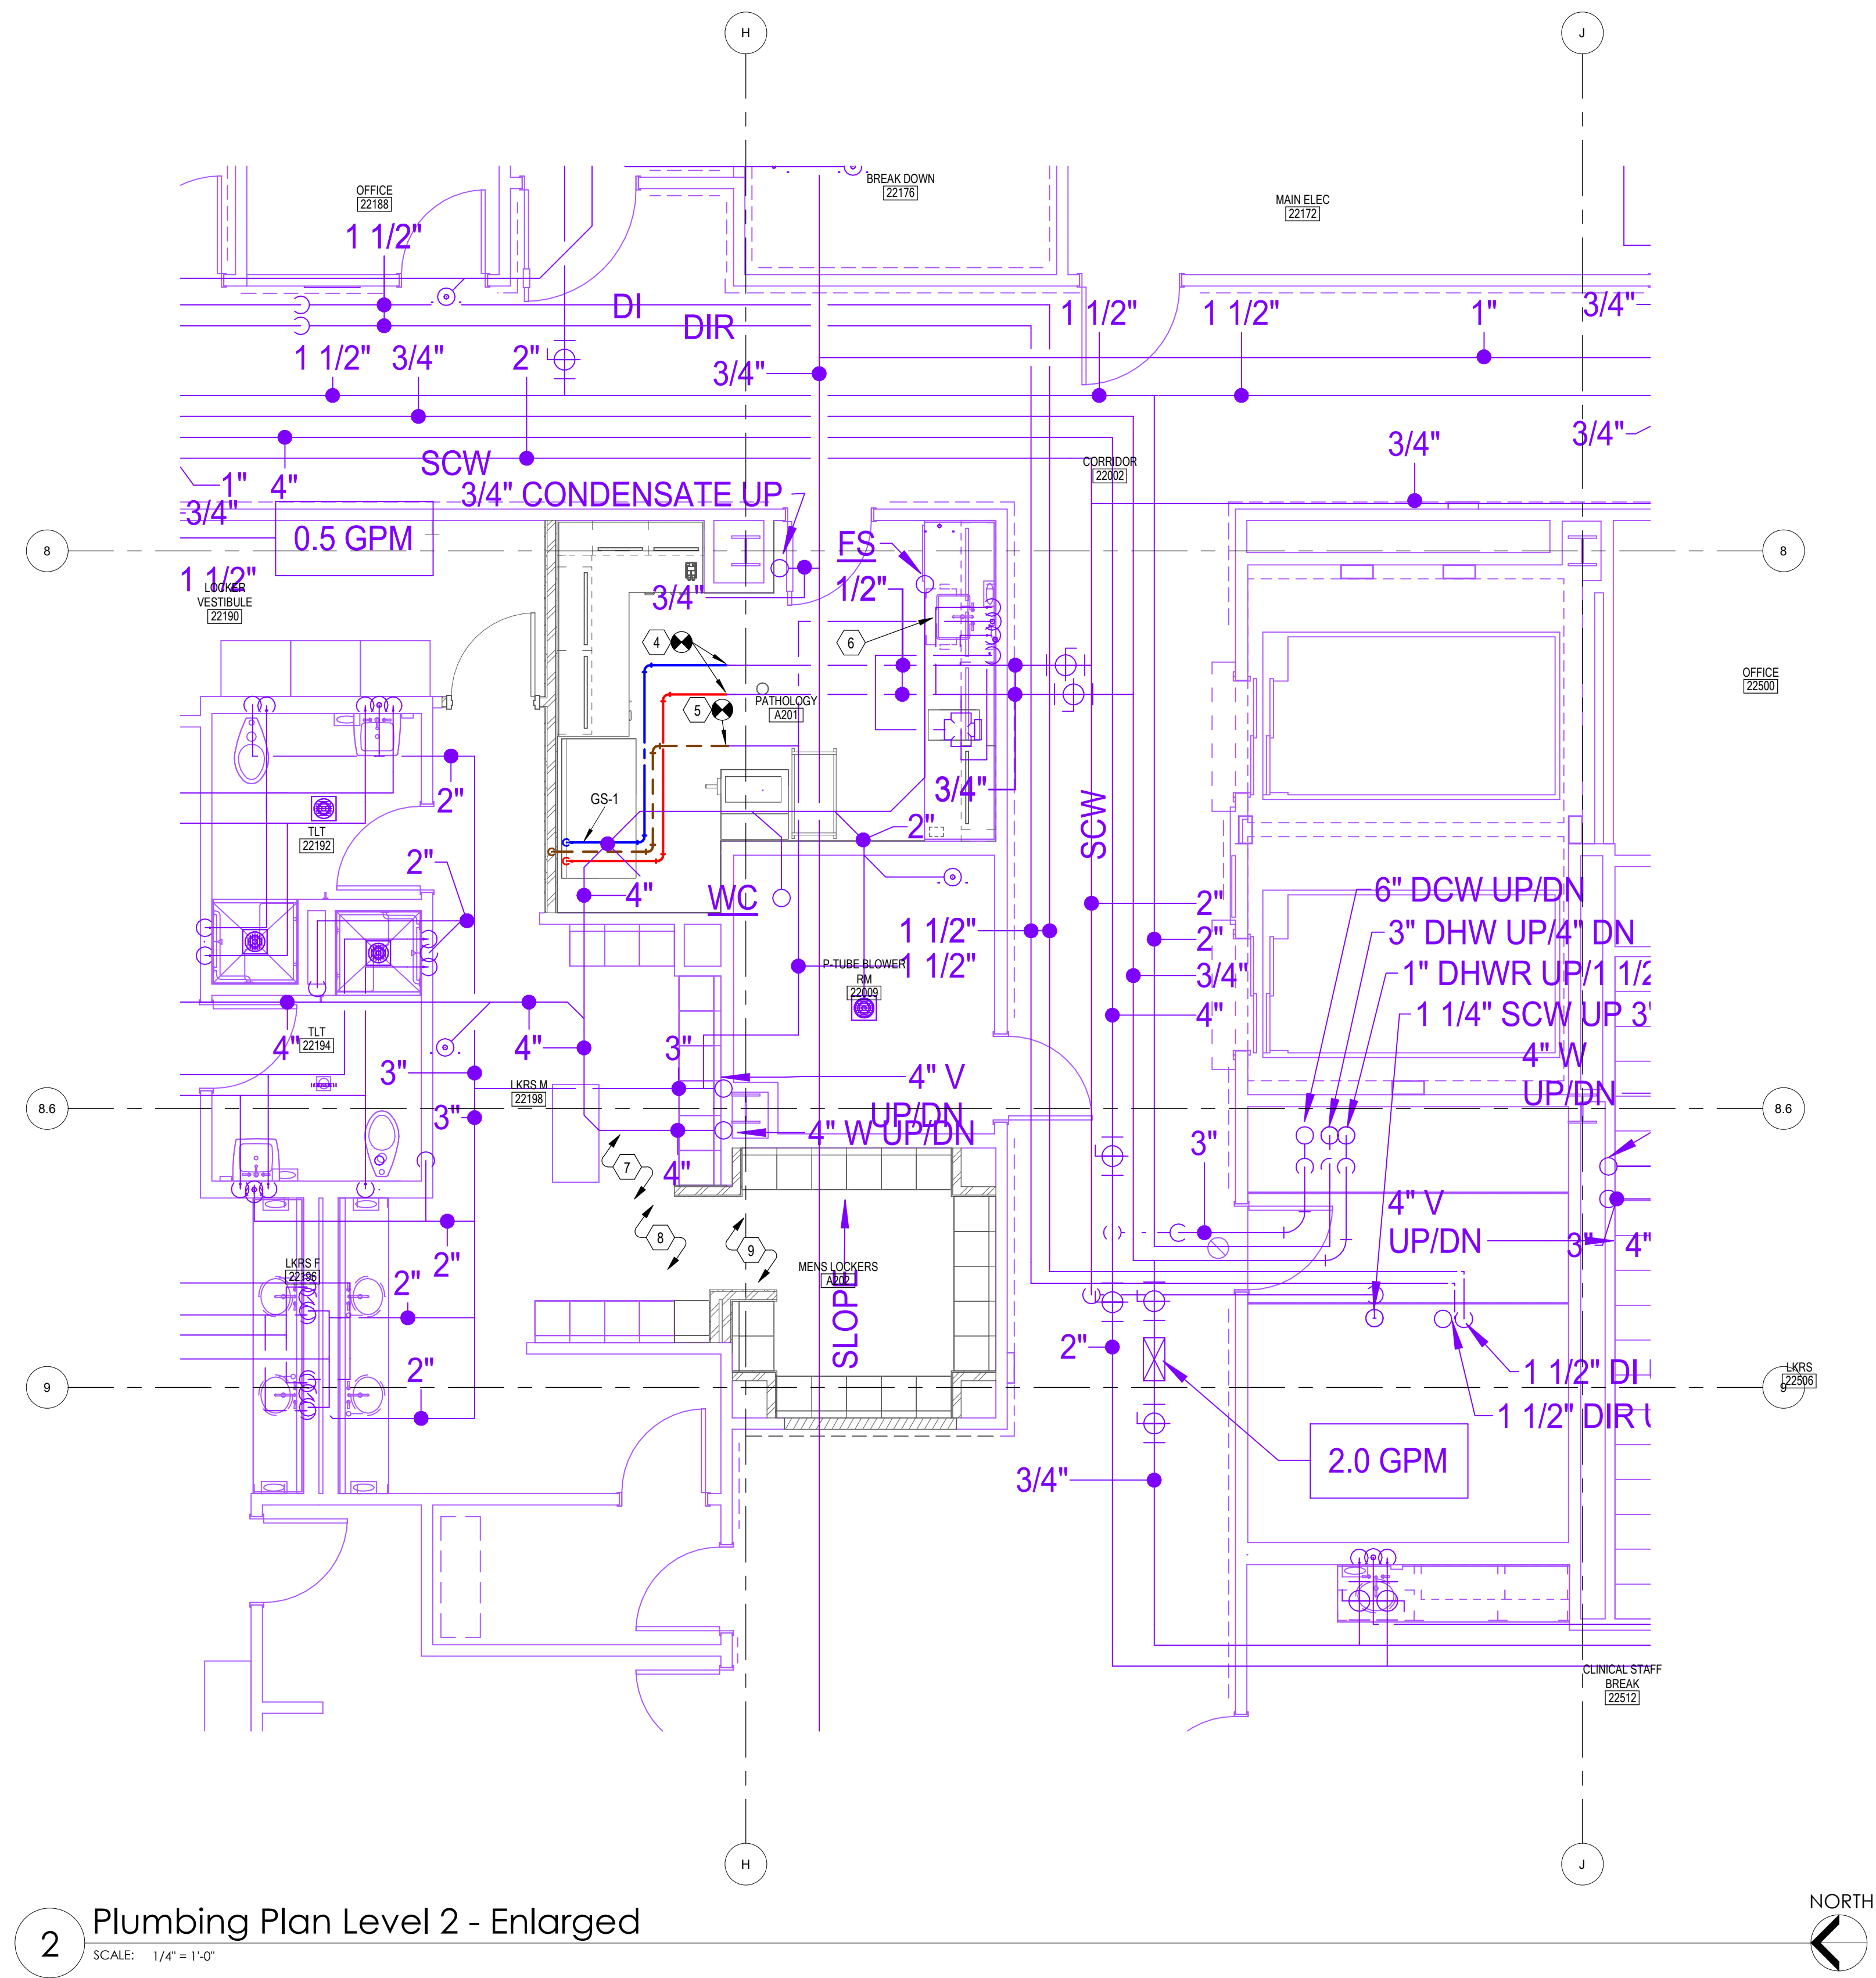 H
J
BREAK DOWN
22176
OFFICE
22188
MAIN ELEC
22172
1 1/2"
DI
DIR
1 1/2"
1 1/2"
1"
3/4"
1 1/2"
3/4"
2"
3/4"
SCW
3/4"
3/4"
CORRIDOR
22002
1"
4"
3/4" CONDENSATE UP
3/4"
0.5 GPM
FS
8
8
1 1/2"
LOCKER
VESTIBULE
22190
3/4"
1/2"
4
6
5
PATHOLOGY
A201
OFFICE
22500
GS-1
2"
3/4"
2"
SCW
TLT
22192
2"
4"
WC
2"
6" DCW UP/DN
1 1/2"
2"
3" DHW UP/4" DN
1 1/2"
P-TUBE BLOWER
RM
22009
3/4"
1" DHWR UP/1 1/2
4"
1 1/4" SCW UP 3"
TLT
22194
4"
4"
3"
3"
4" V
UP/DN
4" W
UP/DN
LKRS M
22198
8.6
8.6
3"
4" W UP/DN
3"
7
4"
4" V
UP/DN
3"
4"
8
9
2"
LKRS F
22196
MENS LOCKERS
A202
2"
SLOPE
2"
2"
9
9
1 1/2" DI
LKRS
22506
1 1/2" DIR
2.0 GPM
3/4"
CLINICAL STAFF
BREAK
22512
H
J
NORTH
2
Plumbing Plan Level 2 - Enlarged
SCALE: 1/4" = 1'-0"